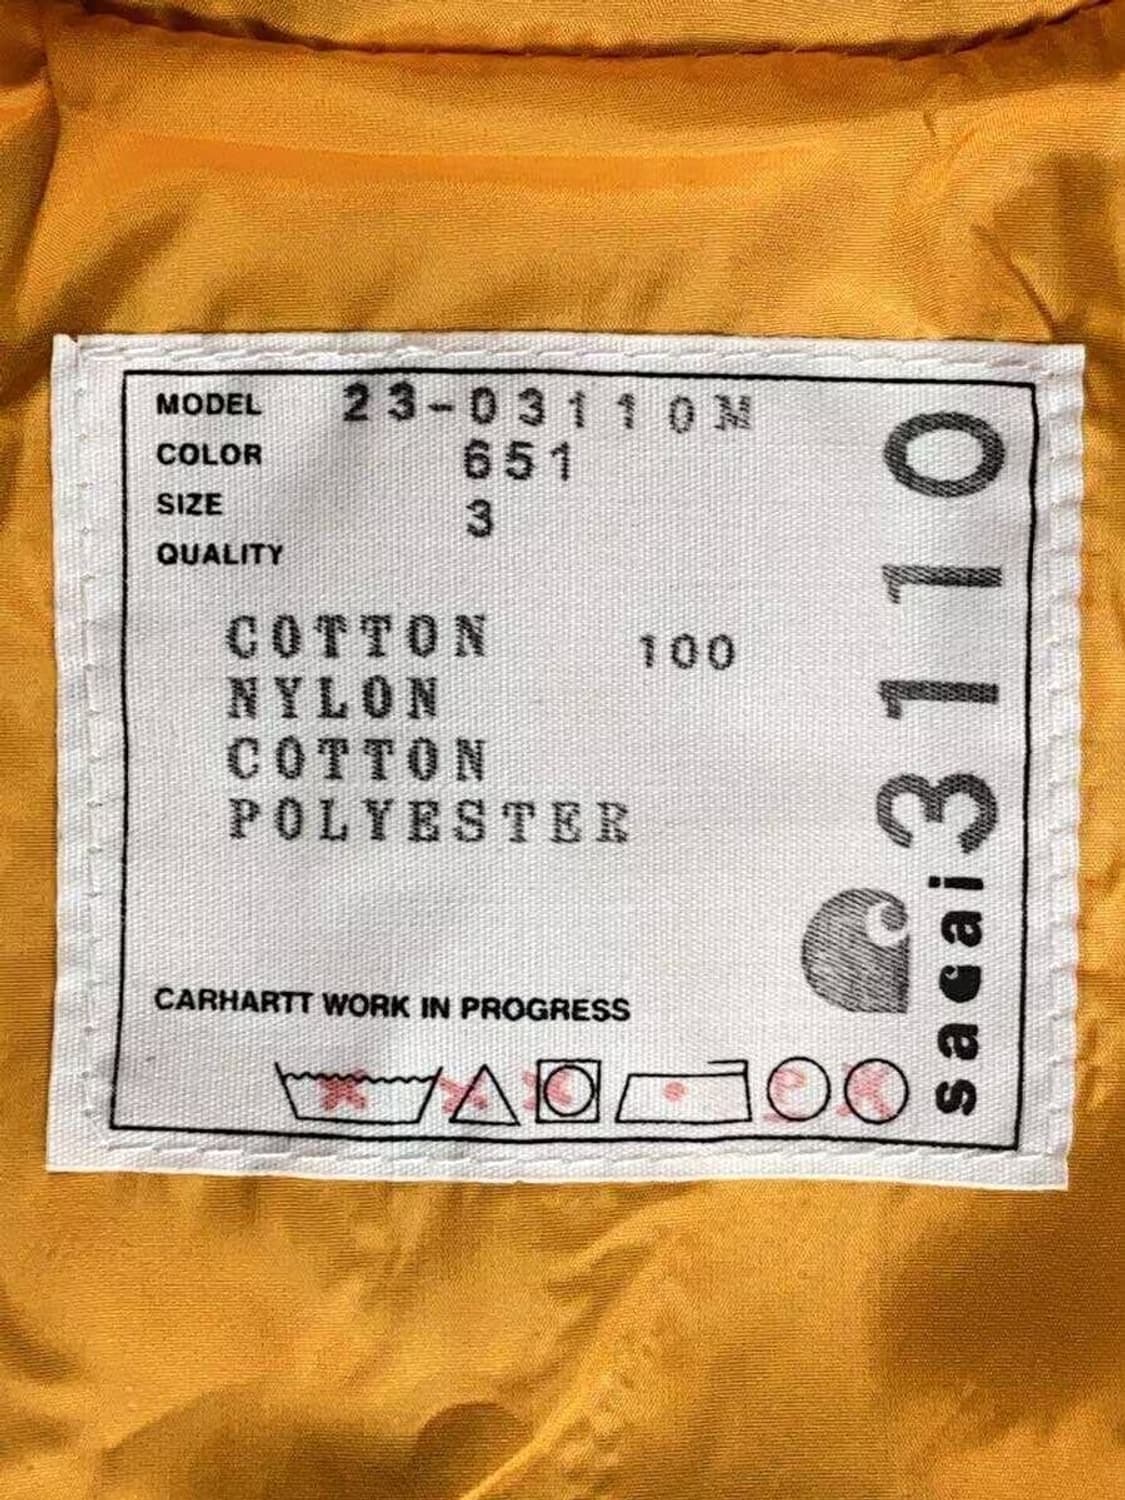 MODEL 23-03110M
COLOR 651
SIZE 3
QUALITY
COTTON 100
NYLON
COTTON
POLYESTER
CARHARTT WORK IN PROGRESS
sacai 3110
P